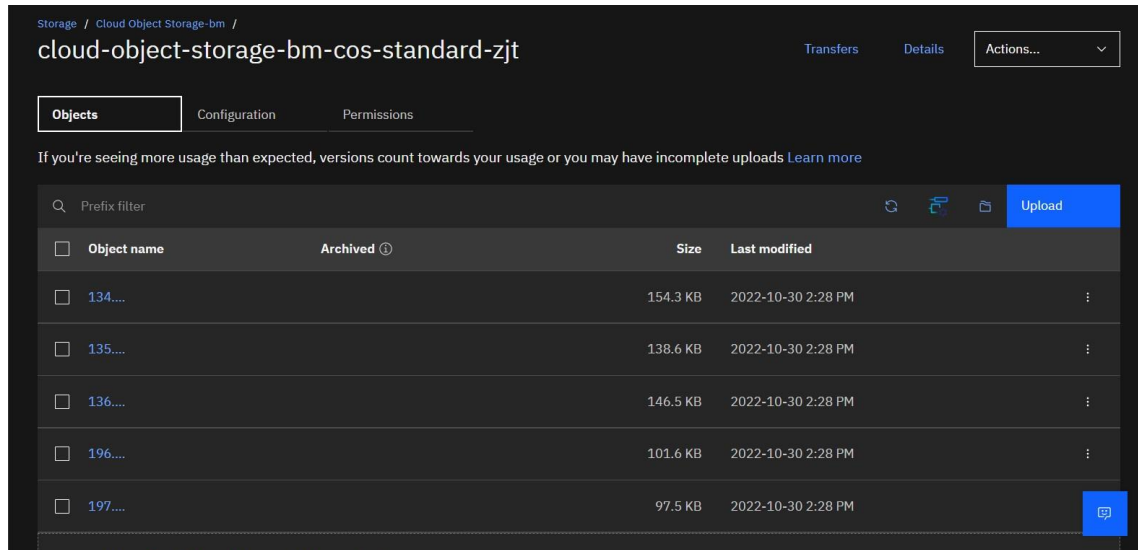 Storage / Cloud Object Storage-bm /
cloud-object-storage-bm-cos-standard-zjt
Transfers
Details
Actions...
Objects
Configuration
Permissions
If you're seeing more usage than expected, versions count towards your usage or you may have incomplete uploads Learn more
Prefix filter
Upload
Object name Archived Size Last modified
134.... 154.3 KB 2022-10-30 2:28 PM
135.... 138.6 KB 2022-10-30 2:28 PM
136.... 146.5 KB 2022-10-30 2:28 PM
196.... 101.6 KB 2022-10-30 2:28 PM
197.... 97.5 KB 2022-10-30 2:28 PM